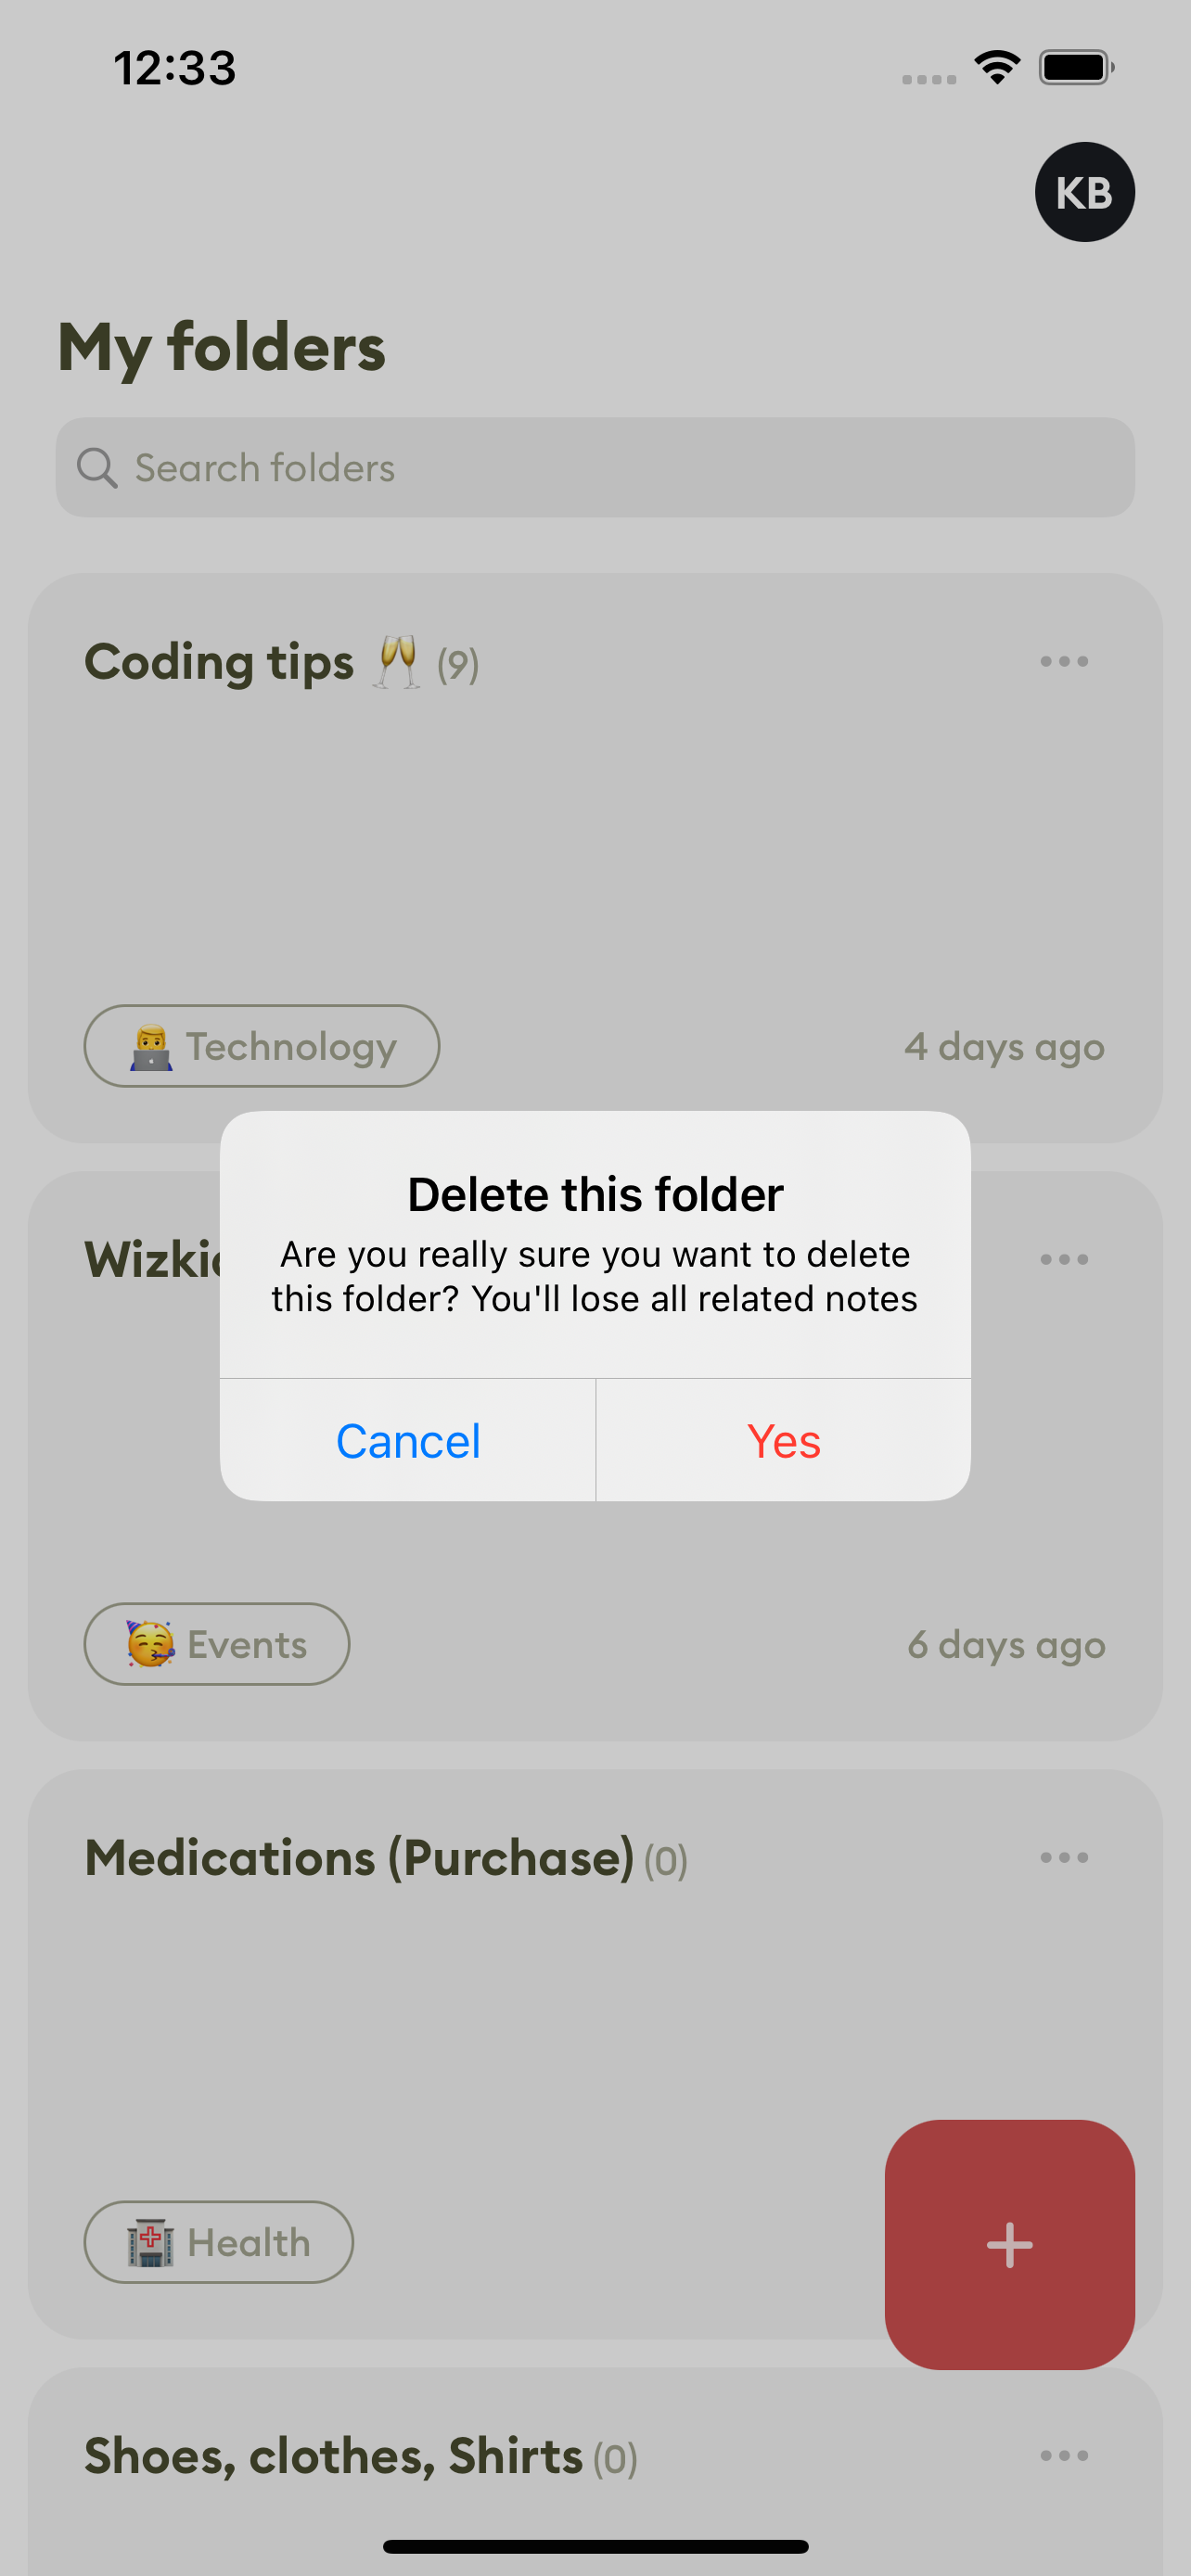 12:33
KB
My folders
Search folders
Coding tips 🥂 (9)
Technology
4 days ago
Delete this folder
Are you really sure you want to delete
this folder? You'll lose all related notes
Cancel
Yes
Events
6 days ago
Medications (Purchase) (0)
Health
Shoes, clothes, Shirts (0)